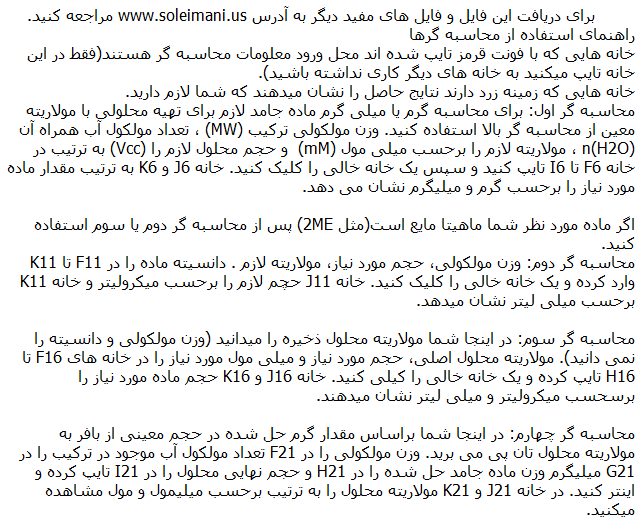 برای دریافت این فایل و فایل های مفید دیگر به آدرس www.soleimani.us مراجعه کنید.
راهنمای استفاده از محاسبه گرها
خانه هایی که با فونت قرمز تایپ شده اند محل ورود معلومات محاسبه گر هستند(فقط در این
خانه تایپ میکنید به خانه های دیگر کاری نداشته باشید).
خانه هایی که زمینه زرد دارند نتایج حاصل را نشان میدهند که شما لازم دارید.
محاسبه گر اول: برای محاسبه گرم یا میلی گرم ماده جامد لازم برای تهیه محلولی با مولاریته
معین از محاسبه گر بالا استفاده کنید. وزن مولکولی ترکیب (MW) ، تعداد مولکول آب همراه آن
n(H2O) ، مولاریته لازم را برحسب میلی مول (mM) و حجم محلول لازم را (Vcc) به ترتیب در
خانه F6 تا I6 تایپ کنید و سپس یک خانه خالی را کلیک کنید. خانه J6 و K6 به ترتیب مقدار ماده
مورد نیاز را برحسب گرم و میلیگرم نشان می دهد.
اگر ماده مورد نظر شما ماهیتا مایع است(مثل 2ME) پس از محاسبه گر دوم یا سوم استفاده
کنید.
محاسبه گر دوم: وزن مولکولی، حجم مورد نیاز، مولاریته لازم . دانسیته ماده را در F11 تا K11
وارد کرده و یک خانه خالی را کلیک کنید. خانه J11 حچم لازم را برحسب میکرولیتر و خانه K11
برحسب میلی لیتر نشان میدهد.
محاسبه گر سوم: در اینجا شما مولاریته محلول ذخیره را میدانید (وزن مولکولی و دانسیته را
نمی دانید). مولاریته محلول اصلی، حجم مورد نیاز و میلی مول مورد نیاز را در خانه های F16 تا
H16 تایپ کرده و یک خانه خالی را کیلی کنید. خانه J16 و K16 حجم ماده مورد نیاز را
برسحسب میکرولیتر و میلی لیتر نشان میدهند.
محاسبه گر چهارم: در اینجا شما براساس مقدار گرم حل شده در حجم معینی از بافر به
مولاریته محلول تان پی می برید. وزن مولکولی را در F21 تعداد مولکول آب موجود در ترکیب را در
G21 میلیگرم وزن ماده جامد حل شده را در H21 و حجم نهایی محلول را در I21 تایپ کرده و
اینتر کنید. در خانه J21 و K21 مولاریته محلول را به ترتیب برحسب میلیمول و مول مشاهده
میکنید.